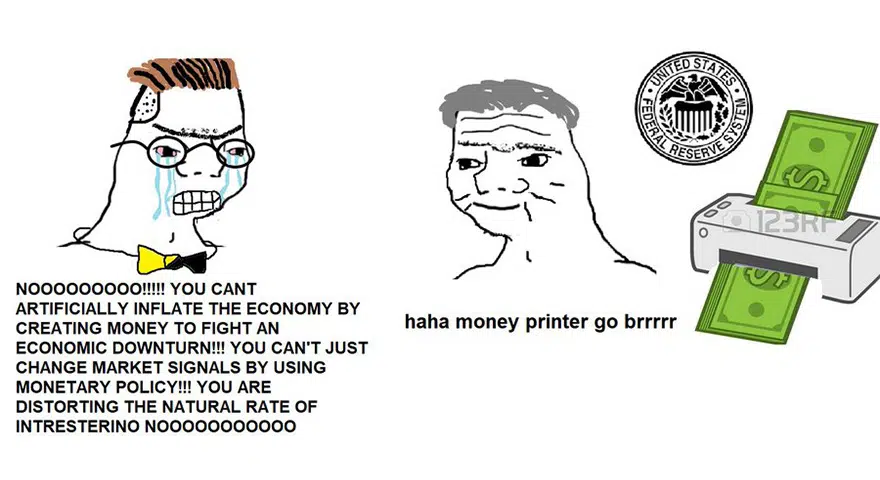 NOOOOOOOOO!!!!! YOU CANT
ARTIFICIALLY INFLATE THE ECONOMY BY
CREATING MONEY TO FIGHT AN
ECONOMIC DOWNTURN!!! YOU CAN'T JUST
CHANGE MARKET SIGNALS BY USING
MONETARY POLICY!!! YOU ARE
DISTORTING THE NATURAL RATE OF
INTRESTERINO NOOOOOOOOOOO
haha money printer go brrrrr
UNITED STATES
FEDERAL RESERVE SYSTEM
$
123RF
$